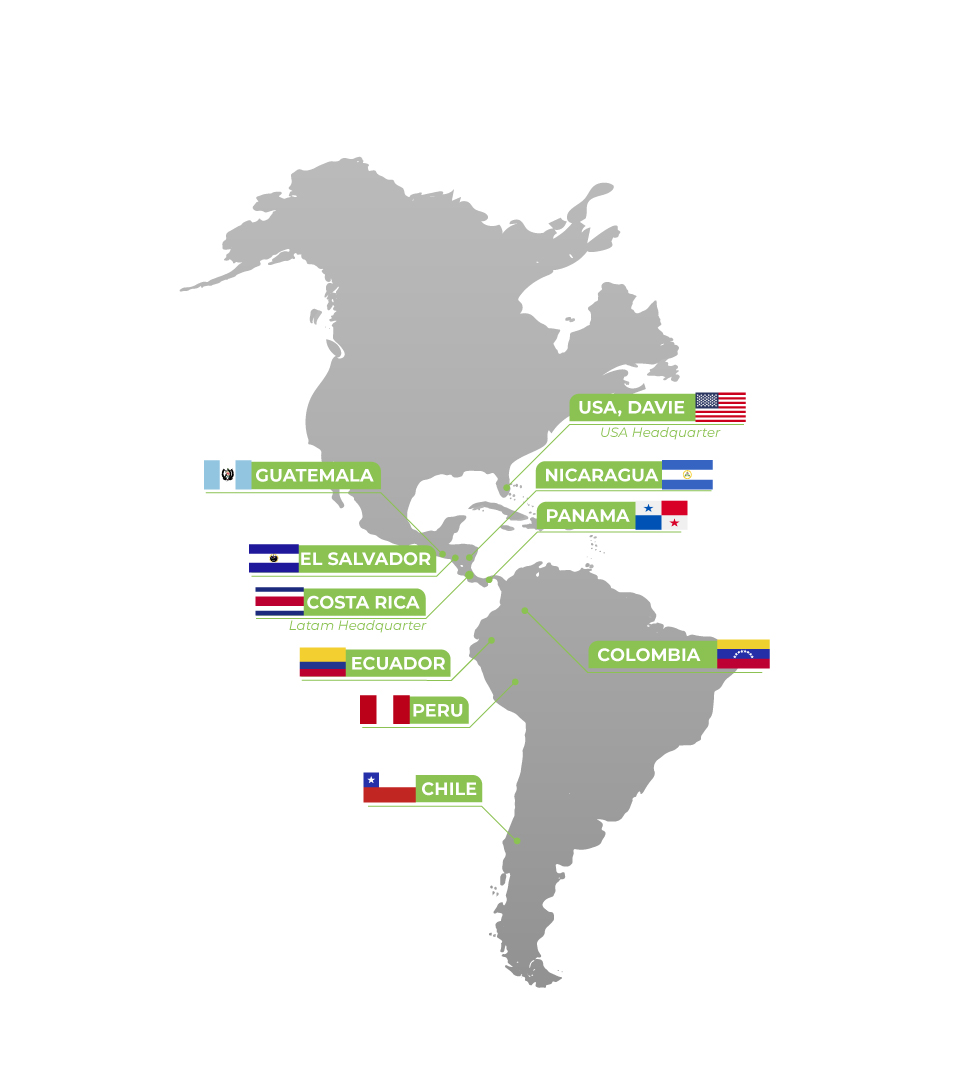 USA, DAVIE
USA Headquarter
GUATEMALA
NICARAGUA
PANAMA
EL SALVADOR
COSTA RICA
Latam Headquarter
ECUADOR
COLOMBIA
PERU
CHILE